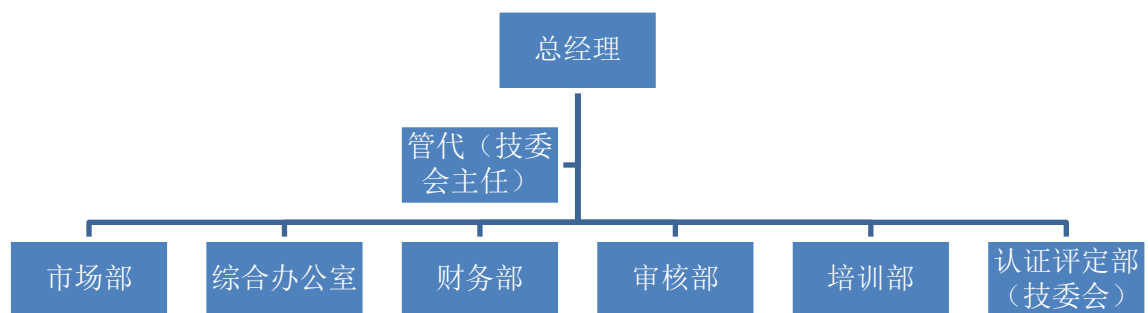 总经理
管代（技委
会主任）
市场部
综合办公室
财务部
审核部
培训部
认证评定部
（技委会）